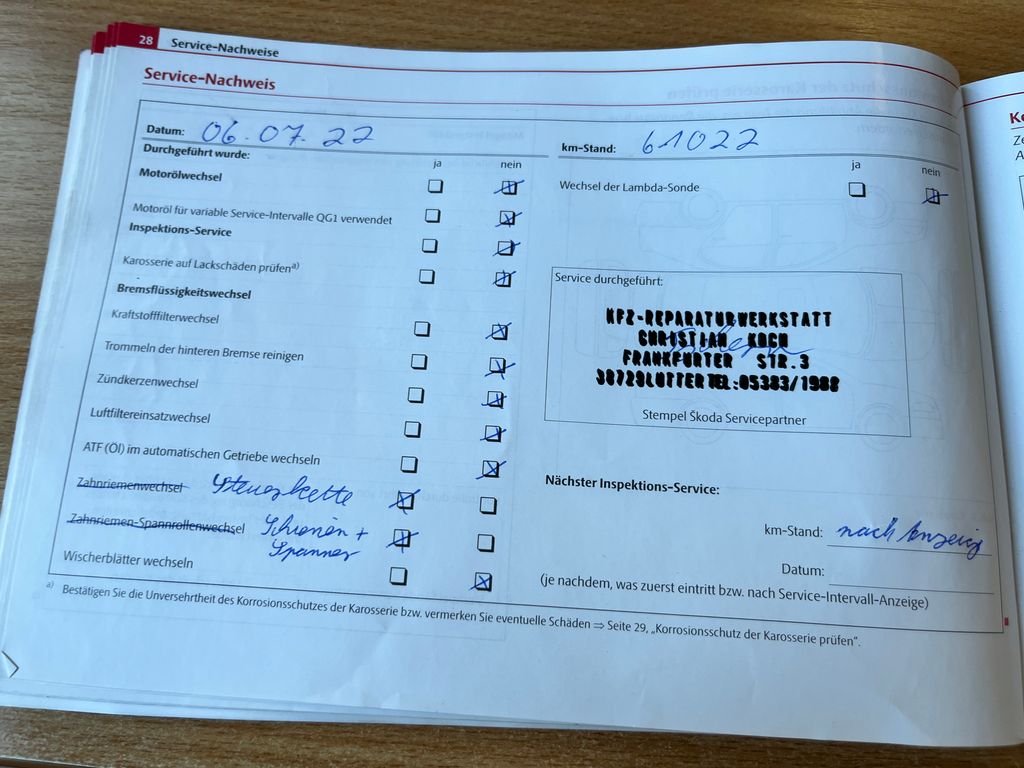 28 Service-Nachweise
Service-Nachweis
Datum: 06.07.22
km-Stand: 61022
Durchgeführt wurde:
ja nein
ja nein
Motorölwechsel
Wechsel der Lambda-Sonde
Motoröl für variable Service-Intervalle QG1 verwendet
Inspektions-Service
Karosserie auf Lackschäden prüfen a)
Bremsflüssigkeitswechsel
Kraftstofffilterwechsel
Trommeln der hinteren Bremse reinigen
Zündkerzenwechsel
Luftfiltereinsatzwechsel
ATF (Öl) im automatischen Getriebe wechseln
Zahnriemenwechsel Steuerkette
Zahnriemen-Spannrollenwechsel Schienen +
Spanner
Wischerblätter wechseln
Service durchgeführt:
KFZ-REPARATURWERKSTATT
CHRISTIAN KOCH
FRANKFURTER STR.3
38729 LUTTER TEL.:05383/1988
Stempel Škoda Servicepartner
Nächster Inspektions-Service:
km-Stand: nach Anzeig
Datum:
(je nachdem, was zuerst eintritt bzw. nach Service-Intervall-Anzeige)
a) Bestätigen Sie die Unversehrtheit des Korrosionsschutzes der Karosserie bzw. vermerken Sie eventuelle Schäden ⇒ Seite 29, „Korrosionsschutz der Karosserie prüfen“.